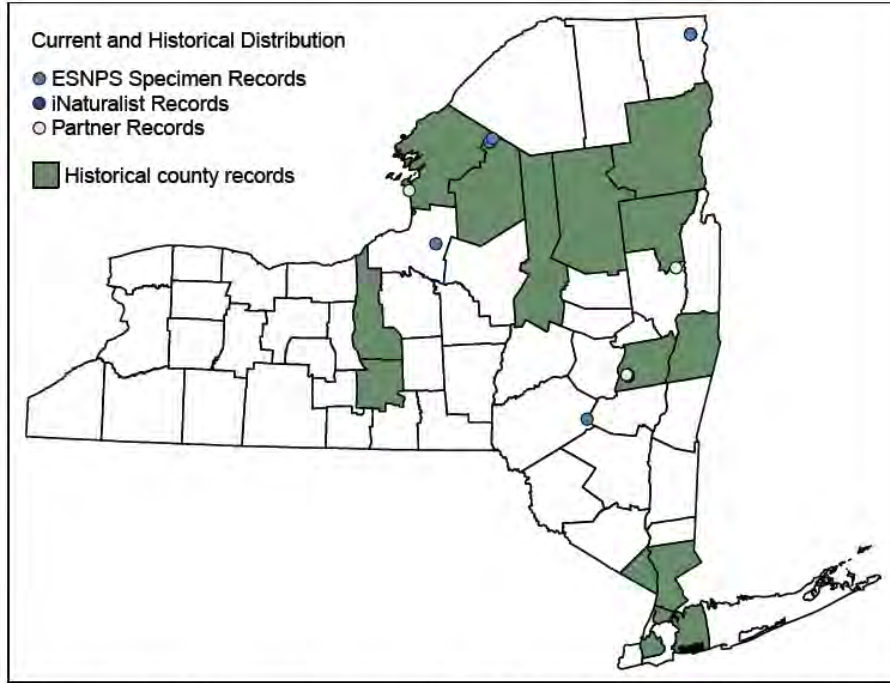 Current and Historical Distribution
ESNPS Specimen Records
iNaturalist Records
Partner Records
Historical county records